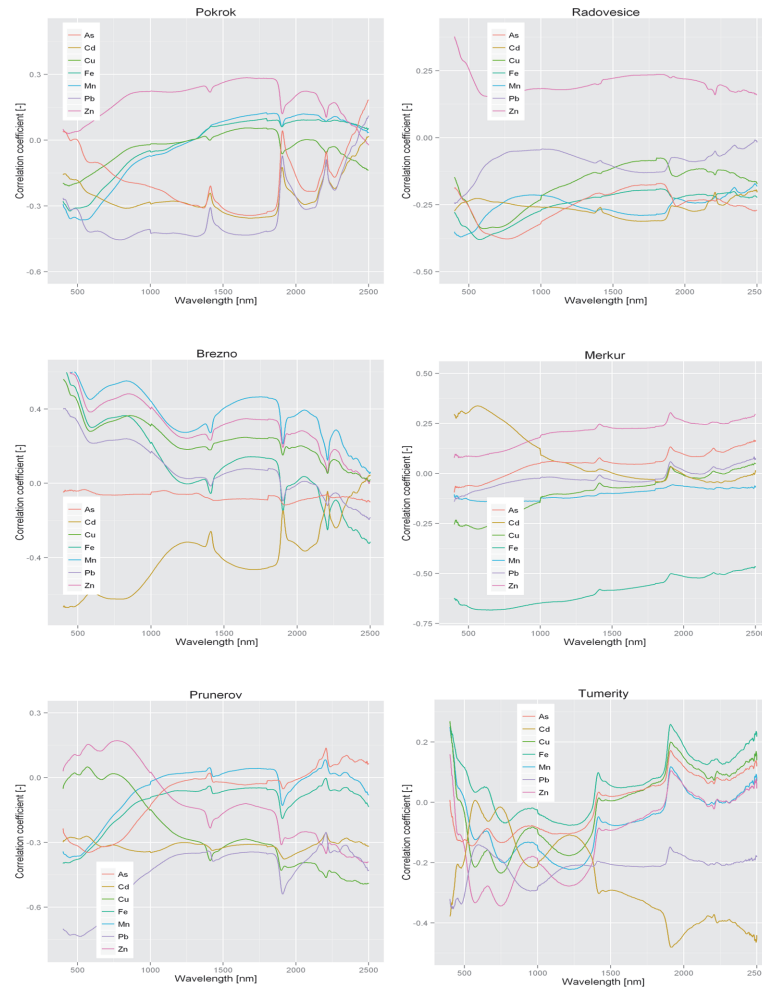 Pokrok
As
Cd
Cu
Fe
Mn
Pb
Zn
Correlation coefficient [-]
0.3
0.0
-0.3
-0.6
500
1000
1500
2000
2500
Wavelength [nm]
Radovesice
As
Cd
Cu
Fe
Mn
Pb
Zn
Correlation coefficient [-]
0.25
0.00
-0.25
-0.50
500
1000
1500
2000
2500
Wavelength [nm]
Brezno
As
Cd
Cu
Fe
Mn
Pb
Zn
Correlation coefficient [-]
0.4
0.0
-0.4
500
1000
1500
2000
2500
Wavelength [nm]
Merkur
As
Cd
Cu
Fe
Mn
Pb
Zn
Correlation coefficient [-]
0.50
0.25
0.00
-0.25
-0.50
-0.75
500
1000
1500
2000
2500
Wavelength [nm]
Prunerov
As
Cd
Cu
Fe
Mn
Pb
Zn
Correlation coefficient [-]
0.3
0.0
-0.3
-0.6
500
1000
1500
2000
2500
Wavelength [nm]
Tumerity
As
Cd
Cu
Fe
Mn
Pb
Zn
Correlation coefficient [-]
0.2
0.0
-0.2
-0.4
500
1000
1500
2000
2500
Wavelength [nm]